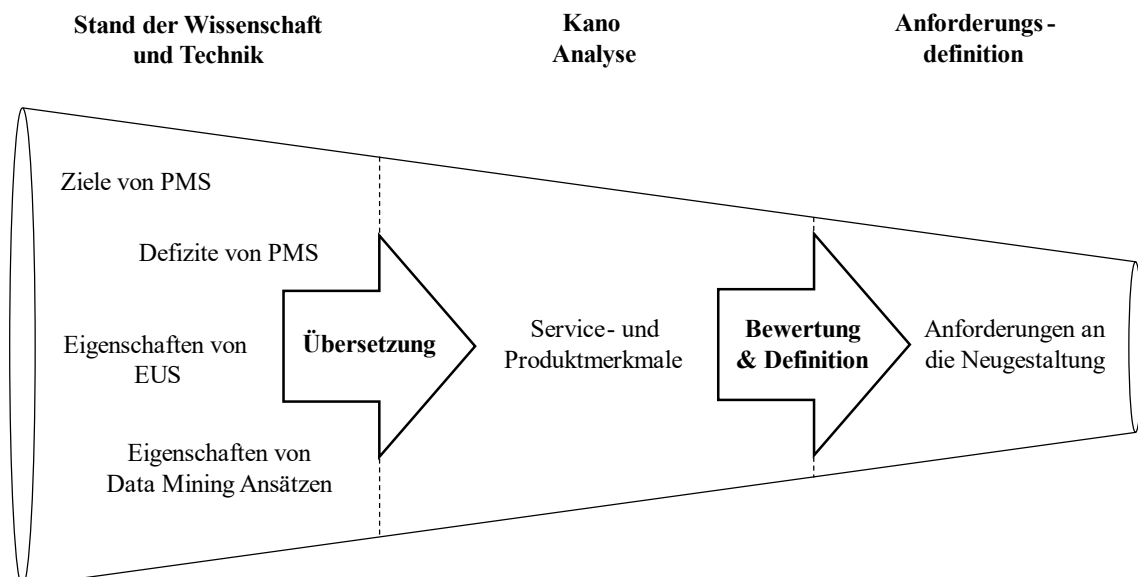 Stand der Wissenschaft
und Technik
Kano
Analyse
Anforderungs-
definition
Ziele von PMS
Defizite von PMS
Eigenschaften von
EUS
Eigenschaften von
Data Mining Ansätzen
Übersetzung
Service- und
Produktmerkmale
Bewertung
& Definition
Anforderungen an
die Neugestaltung